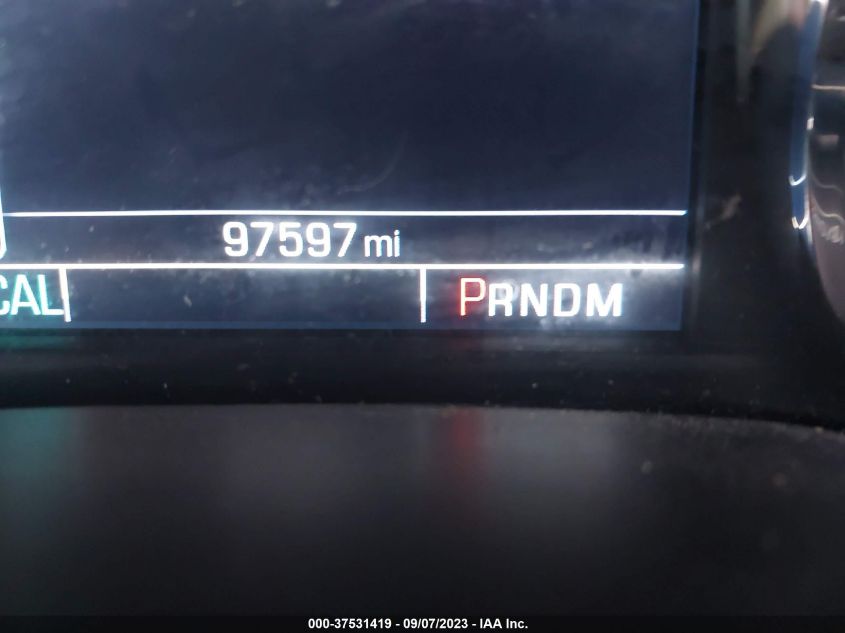 97597 mi
CAL
PRNDM
000-37531419 - 09/07/2023 - IAA Inc.